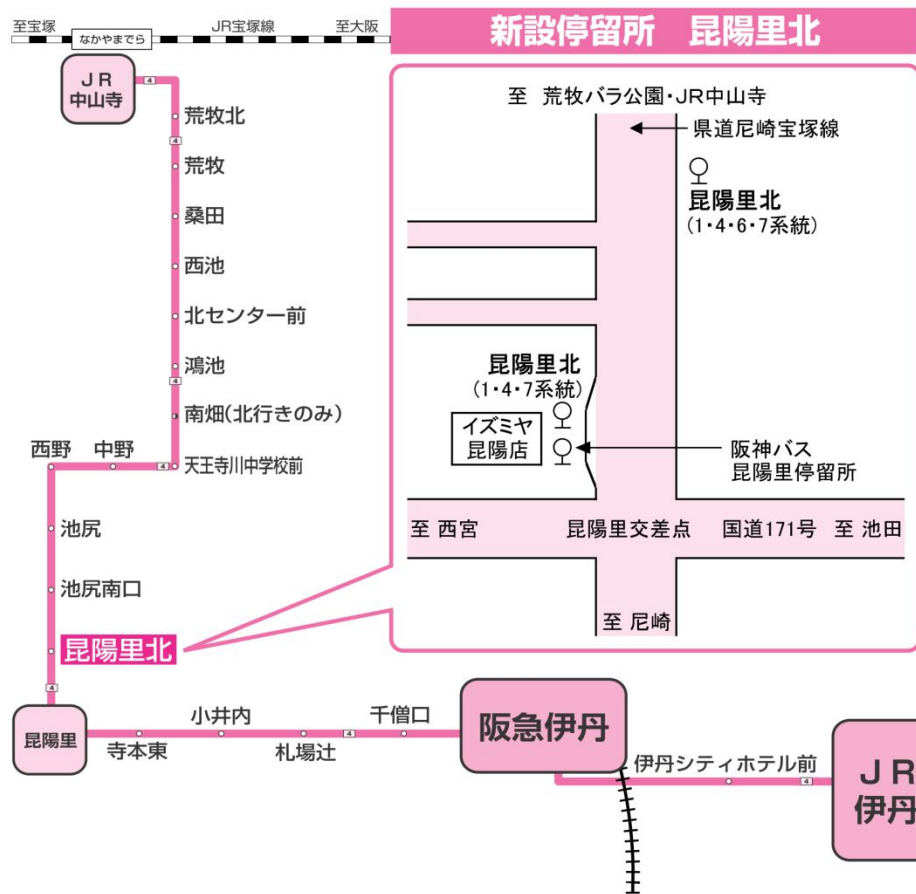 至宝塚 なかやまでら JR宝塚線 至大阪
新設停留所 昆陽里北
JR
中山寺
4
荒牧北
4
荒牧
桑田
西池
北センター前
鴻池
4
南畑(北行きのみ)
天王寺川中学校前
4
中野
西野
池尻
池尻南口
昆陽里北
4
昆陽里
寺本東
小井内
札場辻
4
千僧口
阪急伊丹
伊丹シティホテル前
4
JR
伊丹
至 荒牧バラ公園・JR中山寺
県道尼崎宝塚線
昆陽里北
(1・4・6・7系統)
昆陽里北
(1・4・7系統)
イズミヤ
昆陽店
阪神バス
昆陽里停留所
至 西宮 昆陽里交差点 国道171号 至 池田
至 尼崎